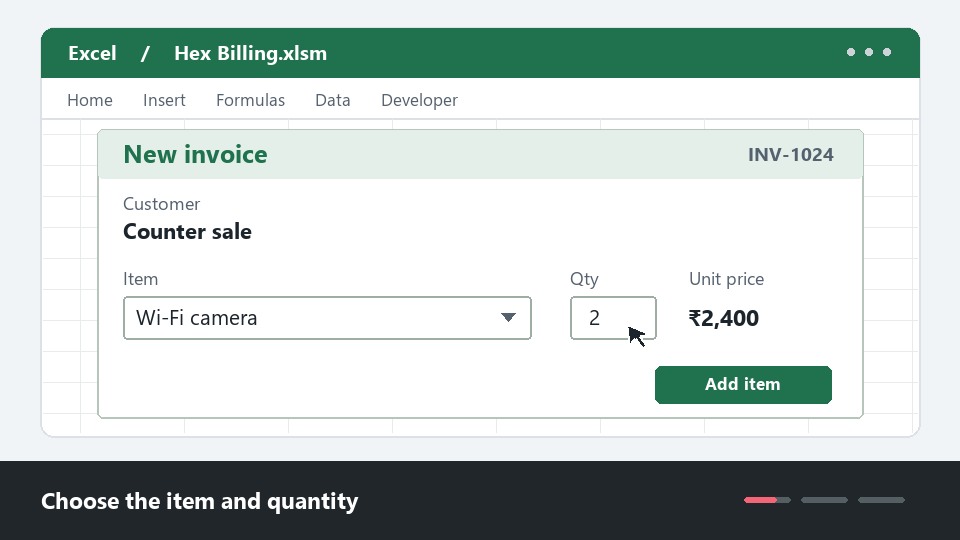 Excel / Hex Billing.xlsm
Home Insert Formulas Data Developer
New invoice INV-1024
Customer
Counter sale
Item Qty Unit price
Wi-Fi camera 2 ₹2,400
Add item
Choose the item and quantity